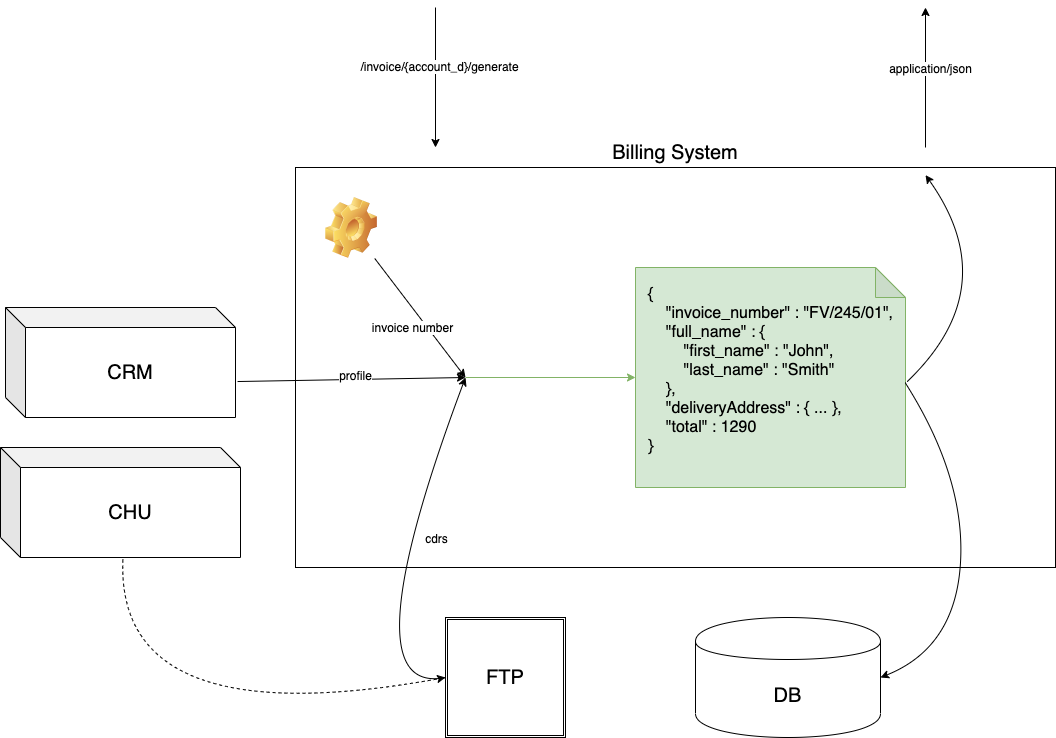 /invoice/{account_d}/generate
application/json
Billing System
invoice number
CRM
profile
CHU
{
"invoice_number" : "FV/245/01",
"full_name" : {
"first_name" : "John",
"last_name" : "Smith"
},
"deliveryAddress" : { ... },
"total" : 1290
}
cdrs
FTP
DB